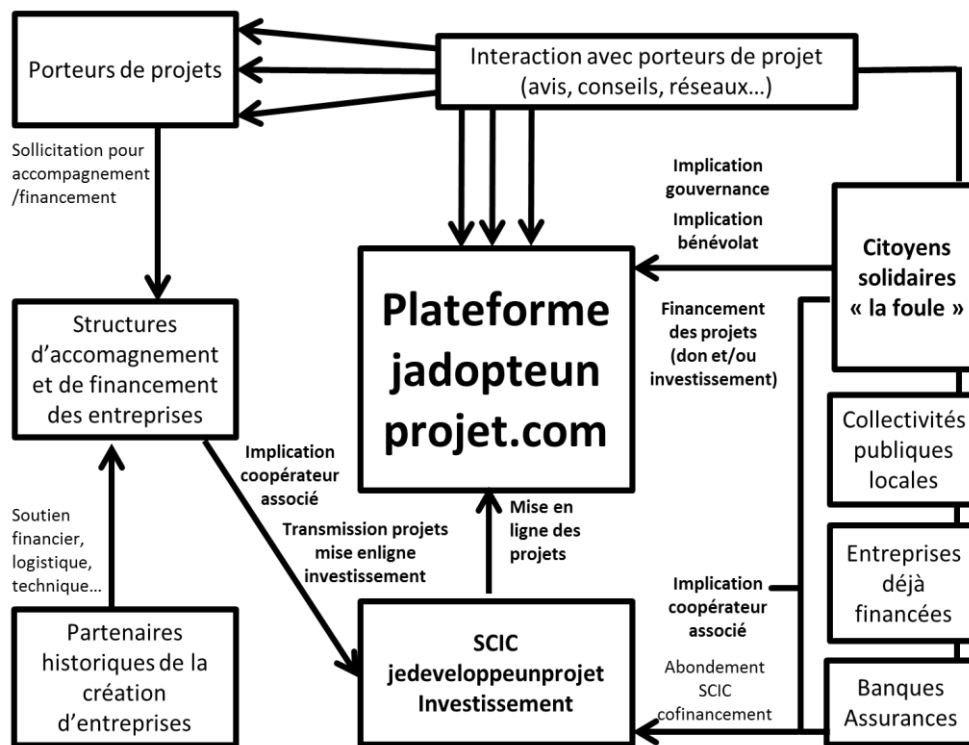 Porteurs de projets
Interaction avec porteurs de projet
(avis, conseils, réseaux...)
Sollicitation pour
accompagnement
/financement
Implication
gouvernance
Implication
bénévolat
Citoyens
solidaires
« la foule »
Plateforme
jadopteun
projet.com
Financement
des projets
(don et/ou
investissement)
Structures
d'accomagnement
et de financement
des entreprises
Collectivités
publiques
locales
Implication
coopérateur
associé
Transmission projets
mise enligne
investissement
Mise en
ligne des
projets
Soutien
financier,
logistique,
technique...
Entreprises
déjà
financées
Implication
coopérateur
associé
Partenaires
historiques de la
création
d'entreprises
SCIC
jedeveloppeunprojet
Investissement
Abondement
SCIC
cofinancement
Banques
Assurances